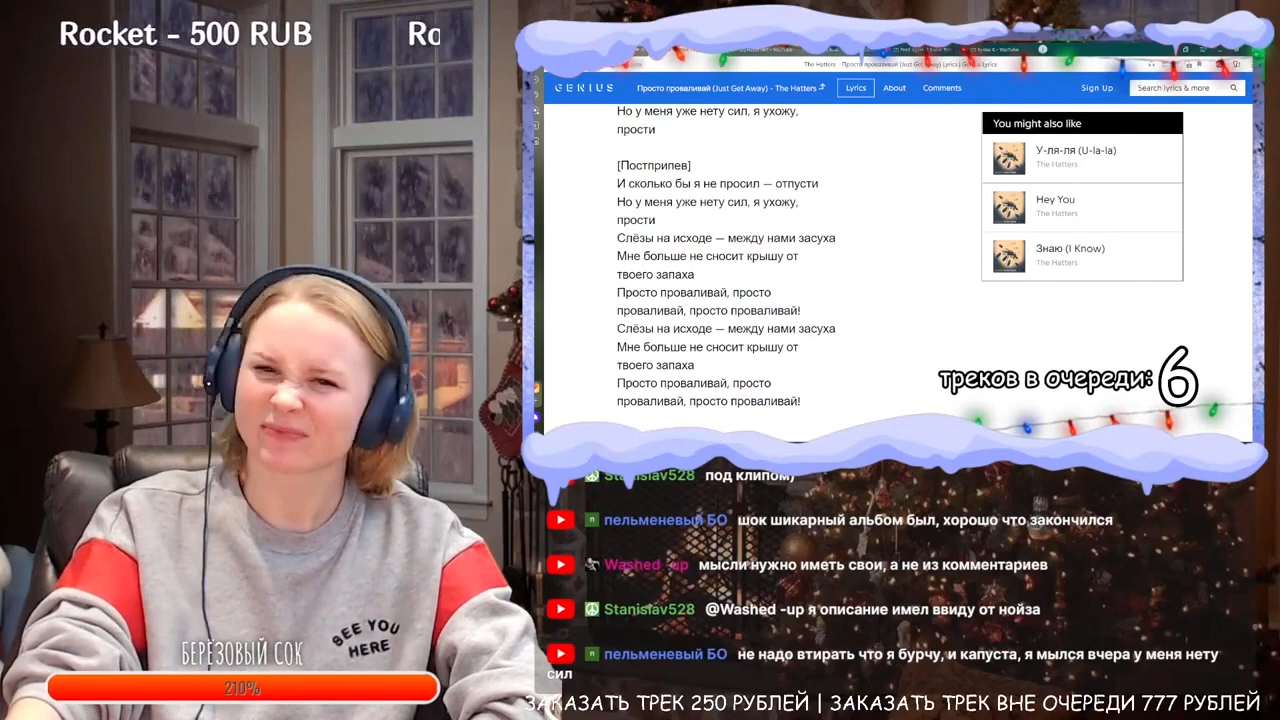 Rocket - 500 RUB
Ro
GENIUS
Просто проваливай (Just Get Away) - The Hatters
Lyrics
About
Comments
Sign Up
Search lyrics & more
Но у меня уже нету сил, я ухожу,
прости
[Постприпев]
И сколько бы я не просил — отпусти
Но у меня уже нету сил, я ухожу,
прости
Слёзы на исходе — между нами засуха
Мне больше не сносит крышу от
твоего запаха
Просто проваливай, просто
проваливай, просто проваливай!
Слёзы на исходе — между нами засуха
Мне больше не сносит крышу от
твоего запаха
Просто проваливай, просто
проваливай, просто проваливай!
You might also like
У-ля-ля (U-la-la)
The Hatters
Hey You
The Hatters
Знаю (I Know)
The Hatters
треков в очереди: 6
Stanislav528 под клипом)
пельменевый БО шок шикарный альбом был, хорошо что закончился
Washed -up мысли нужно иметь свои, а не из комментариев
Stanislav528 @Washed -up я описание имел ввиду от нойза
пельменевый БО не надо втирать что я бурчу, и капуста, я мылся вчера у меня нету
сил
SEE YOU
HERE
БЕРЁЗОВЫЙ СОК
210%
ЗАКАЗАТЬ ТРЕК 250 РУБЛЕЙ | ЗАКАЗАТЬ ТРЕК ВНЕ ОЧЕРЕДИ 777 РУБЛЕЙ